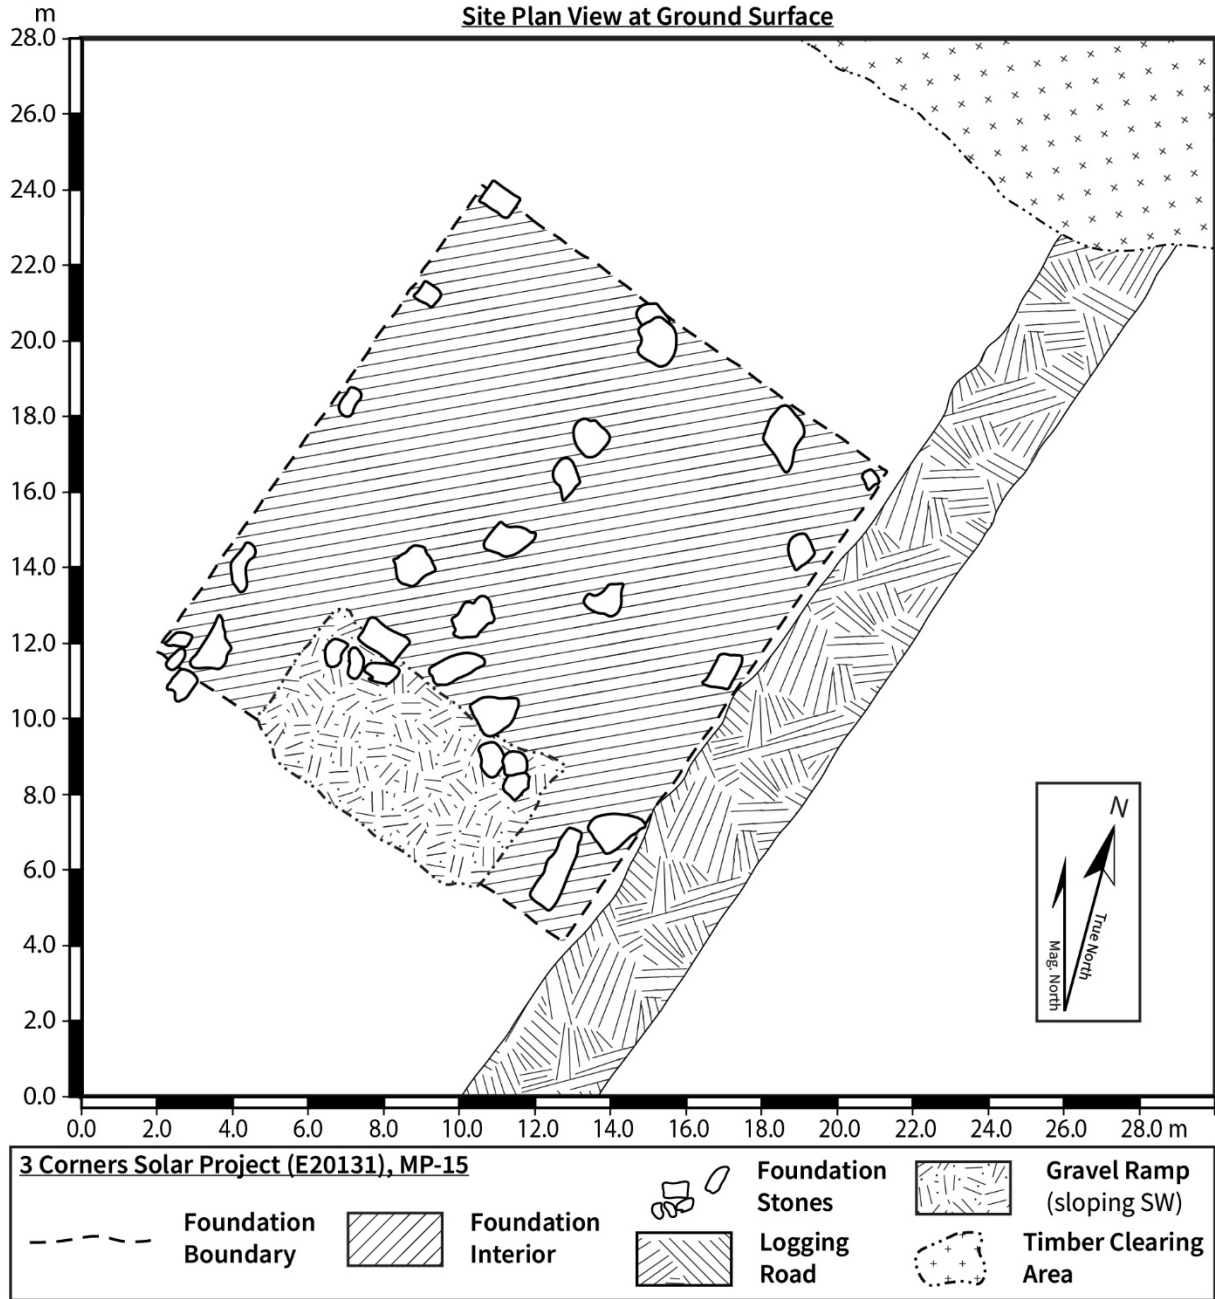 Site Plan View at Ground Surface
m
28.0
26.0
24.0
22.0
20.0
18.0
16.0
14.0
12.0
10.0
8.0
6.0
4.0
2.0
0.0
0.0 2.0 4.0 6.0 8.0 10.0 12.0 14.0 16.0 18.0 20.0 22.0 24.0 26.0 28.0 m
N
Mag. North
True North
3 Corners Solar Project (E20131), MP-15
Foundation
Boundary
Foundation
Interior
Foundation
Stones
Logging
Road
Gravel Ramp
(sloping SW)
Timber Clearing
Area